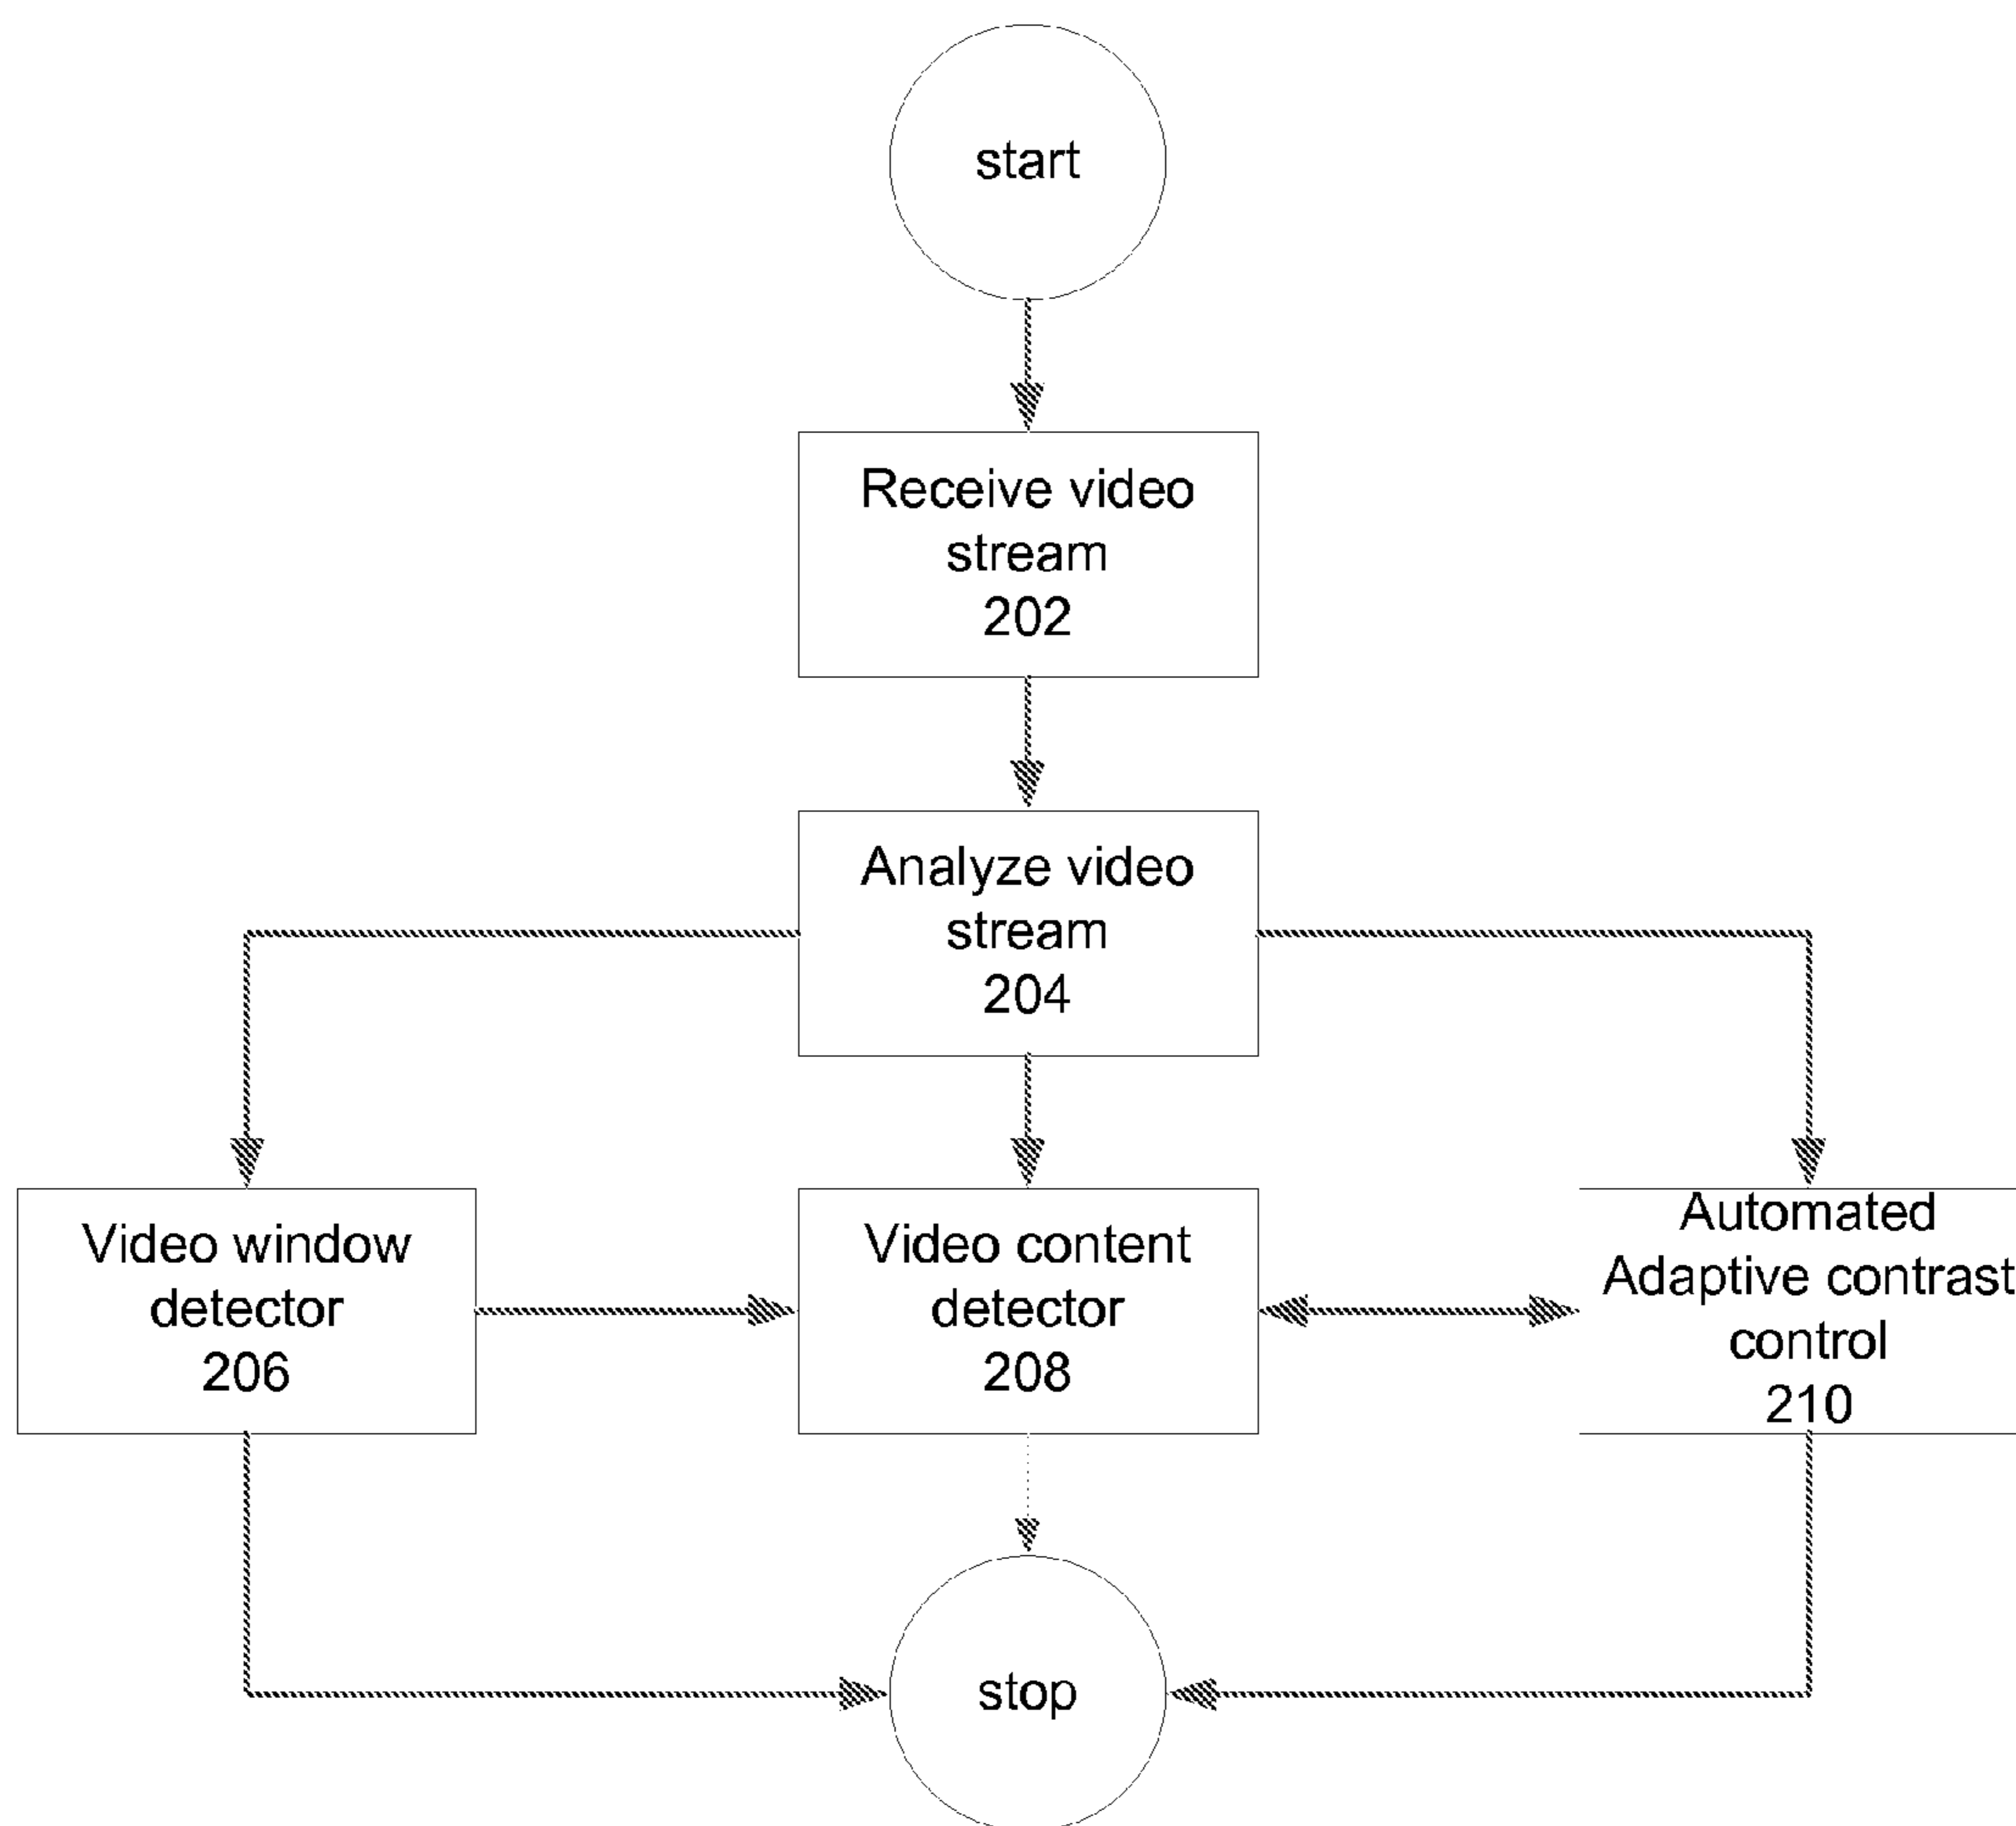 start
Receive video
stream
202
Analyze video
stream
204
Video window
detector
206
Video content
detector
208
Automated
Adaptive contrast
control
210
stop